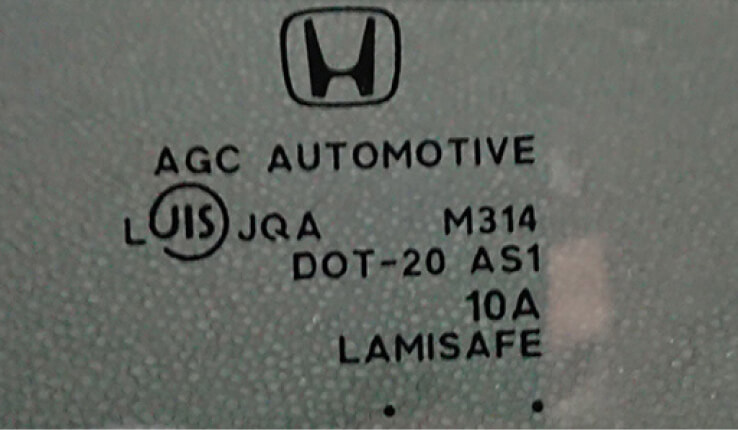 AGC AUTOMOTIVE
L JIS JQA M314
DOT-20 AS1
10A
LAMISAFE